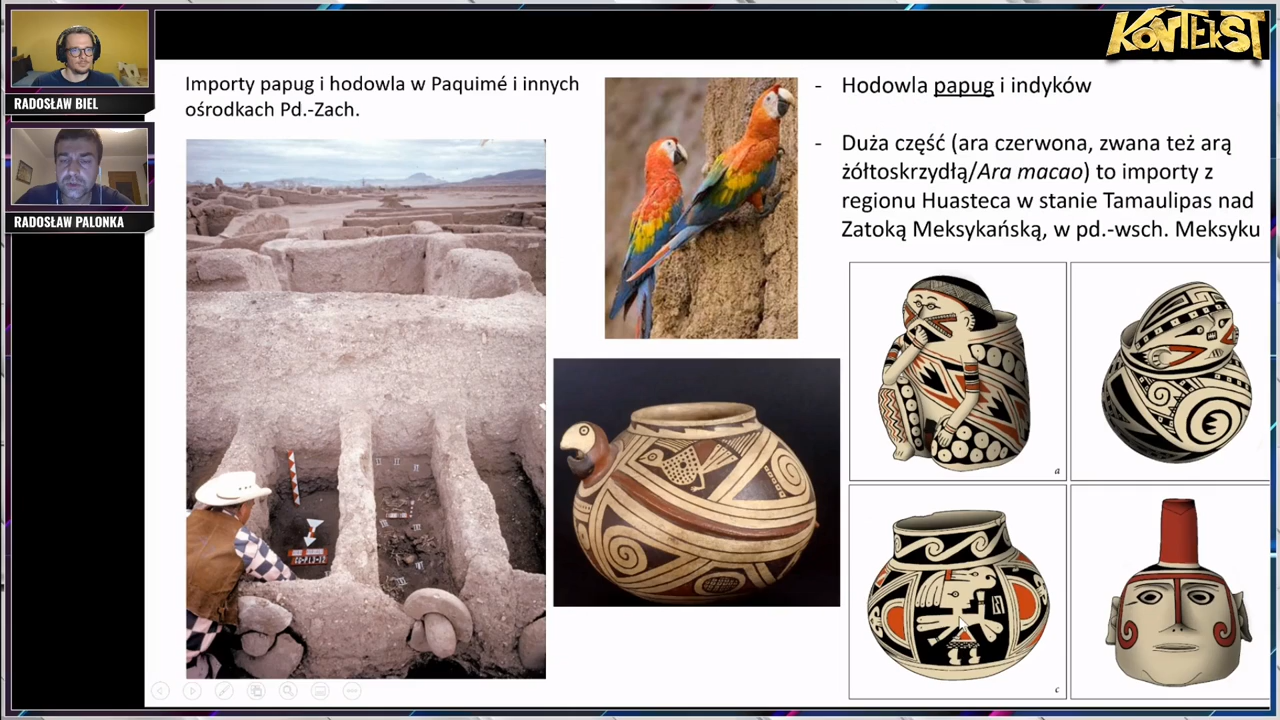 KONTEKST
RADOSŁAW BIEL
RADOSŁAW PALONKA
Importy papug i hodowla w Paquimé i innych
ośrodkach Pd.-Zach.
- Hodowla papug i indyków
- Duża część (ara czerwona, zwana też arą
żółtoskrzydłą/Ara macao) to importy z
regionu Huasteca w stanie Tamaulipas nad
Zatoką Meksykańską, w pd.-wsch. Meksyku
a
c